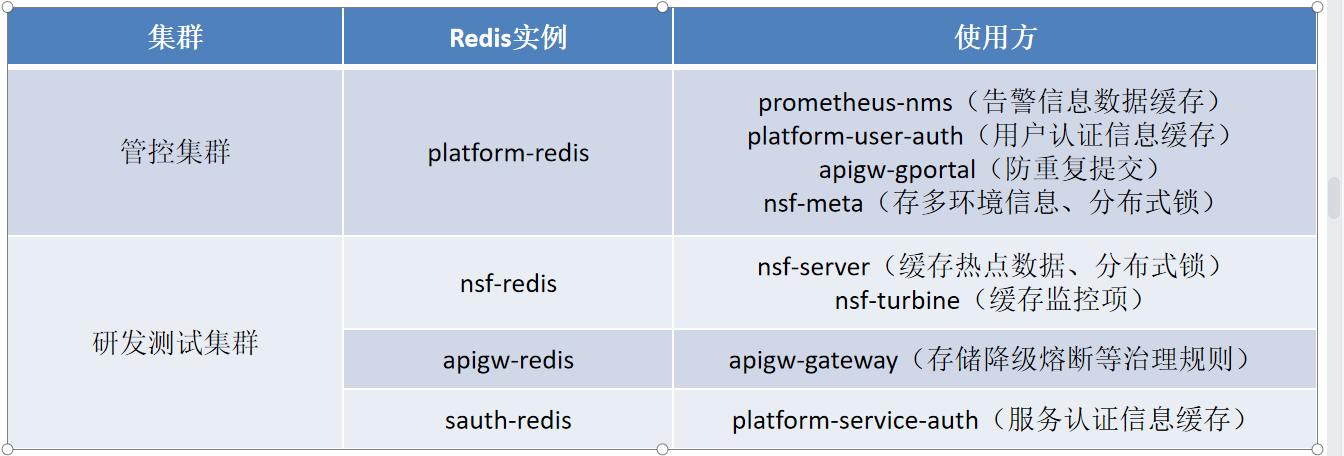 集群
Redis实例
使用方
管控集群
platform-redis
prometheus-nms（告警信息数据缓存）
platform-user-auth（用户认证信息缓存）
apigw-gportal（防重复提交）
nsf-meta（存多环境信息、分布式锁）
研发测试集群
nsf-redis
nsf-server（缓存热点数据、分布式锁）
nsf-turbine（缓存监控项）
apigw-redis
apigw-gateway（存储降级熔断等治理规则）
sauth-redis
platform-service-auth（服务认证信息缓存）